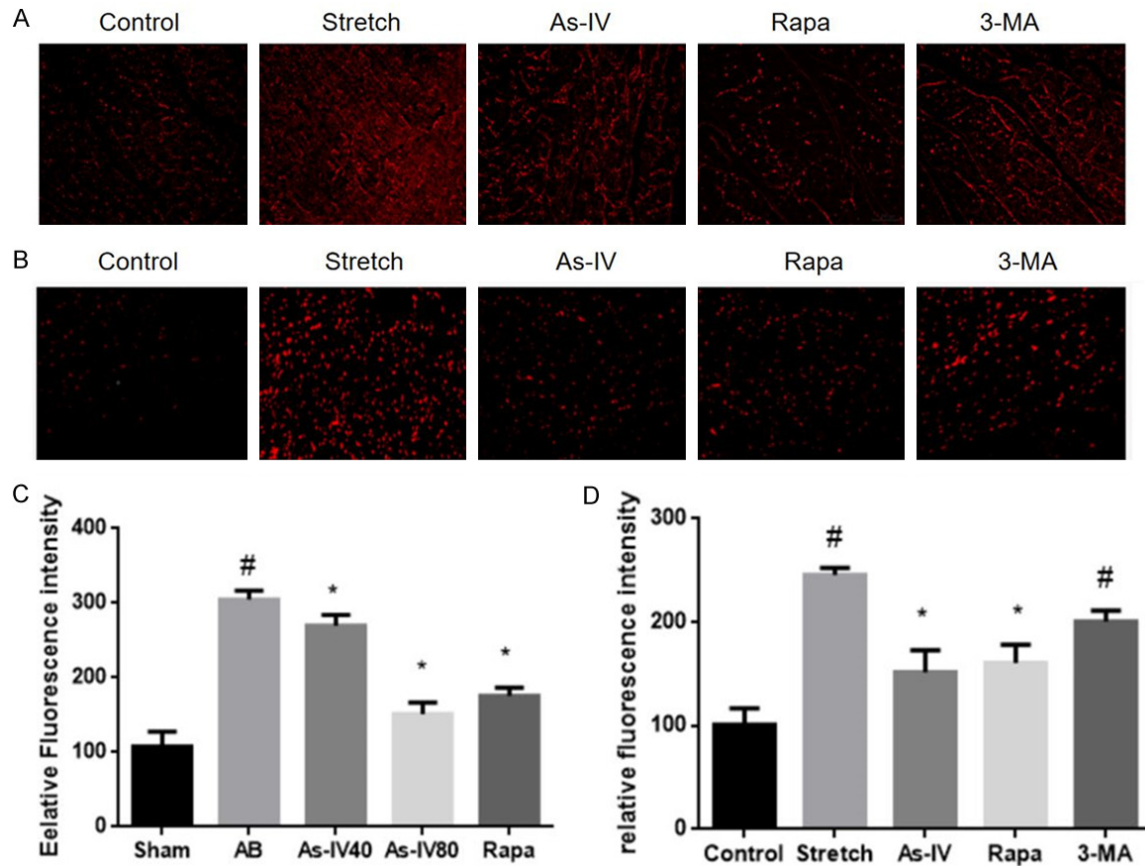 A
Control Stretch As-IV Rapa 3-MA
B
Control Stretch As-IV Rapa 3-MA
C
Eelative Fluorescence intensity
400
300
200
100
0
#
*
*
*
Sham AB As-IV40 As-IV80 Rapa
D
relative fluorescence intensity
300
200
100
0
#
*
*
#
Control Stretch As-IV Rapa 3-MA